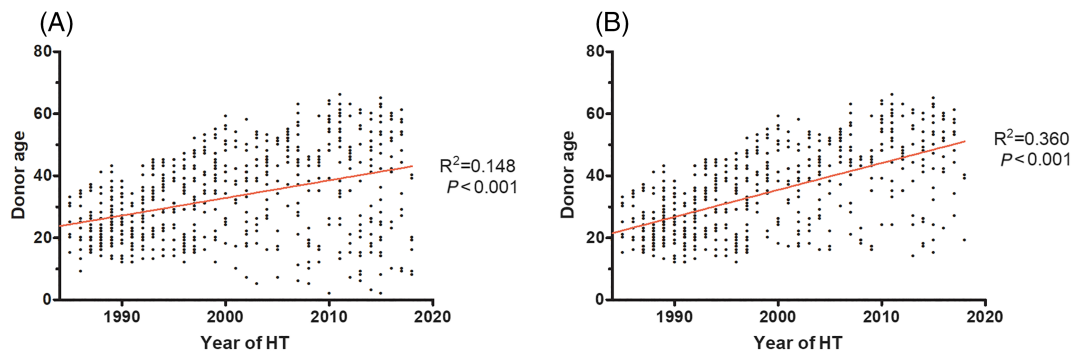 (A)
80
60
40
20
0
Donor age
1990
2000
2010
2020
Year of HT
R²=0.148
P<0.001
(B)
80
60
40
20
0
Donor age
1990
2000
2010
2020
Year of HT
R²=0.360
P<0.001